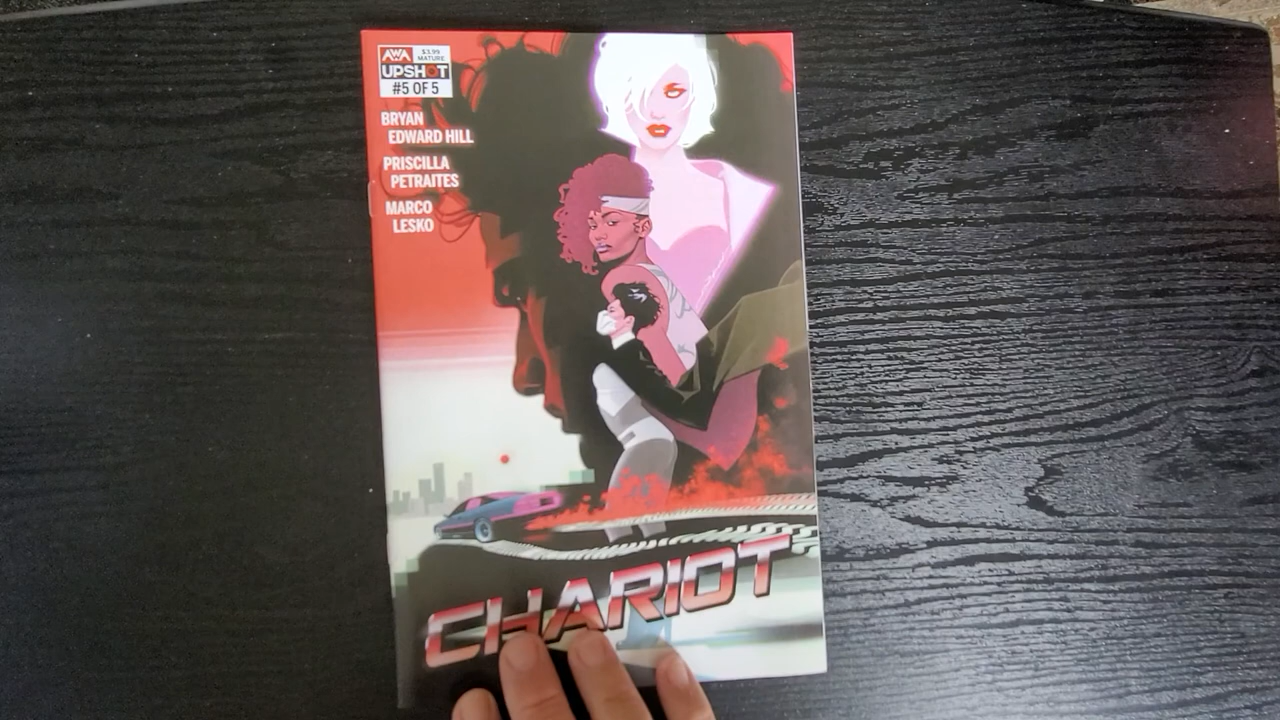 AWA
$3.99
MATURE
UPSHOT
#5 OF 5
BRYAN
EDWARD HILL
PRISCILLA
PETRAITES
MARCO
LESKO
CHARIOT